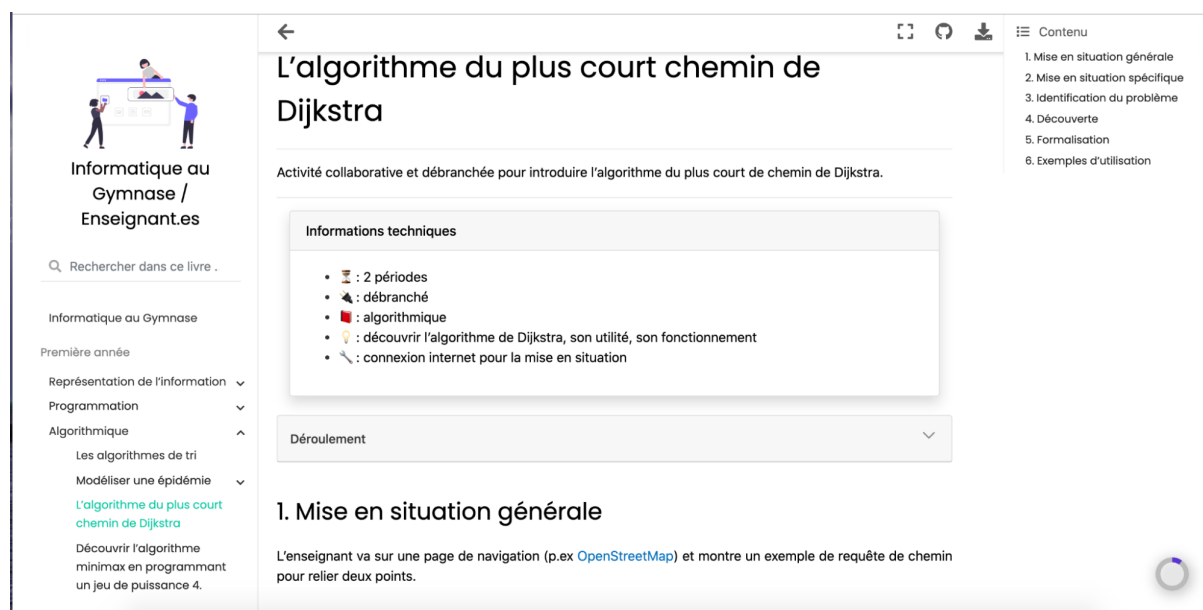 Informatique au
Gymnase /
Enseignant.es
Rechercher dans ce livre .
Informatique au Gymnase
Première année
Représentation de l'information
Programmation
Algorithmique
Les algorithmes de tri
Modéliser une épidémie
L'algorithme du plus court
chemin de Dijkstra
Découvrir l'algorithme
minimax en programmant
un jeu de puissance 4.
L'algorithme du plus court chemin de
Dijkstra
Activité collaborative et débranchée pour introduire l'algorithme du plus court de chemin de Dijkstra.
Informations techniques
• ⏳ : 2 périodes
• 🔌 : débranché
• 📕 : algorithmique
• 💡 : découvrir l'algorithme de Dijkstra, son utilité, son fonctionnement
• 🔧 : connexion internet pour la mise en situation
Déroulement
1. Mise en situation générale
L'enseignant va sur une page de navigation (p.ex OpenStreetMap) et montre un exemple de requête de chemin
pour relier deux points.
Contenu
1. Mise en situation générale
2. Mise en situation spécifique
3. Identification du problème
4. Découverte
5. Formalisation
6. Exemples d'utilisation